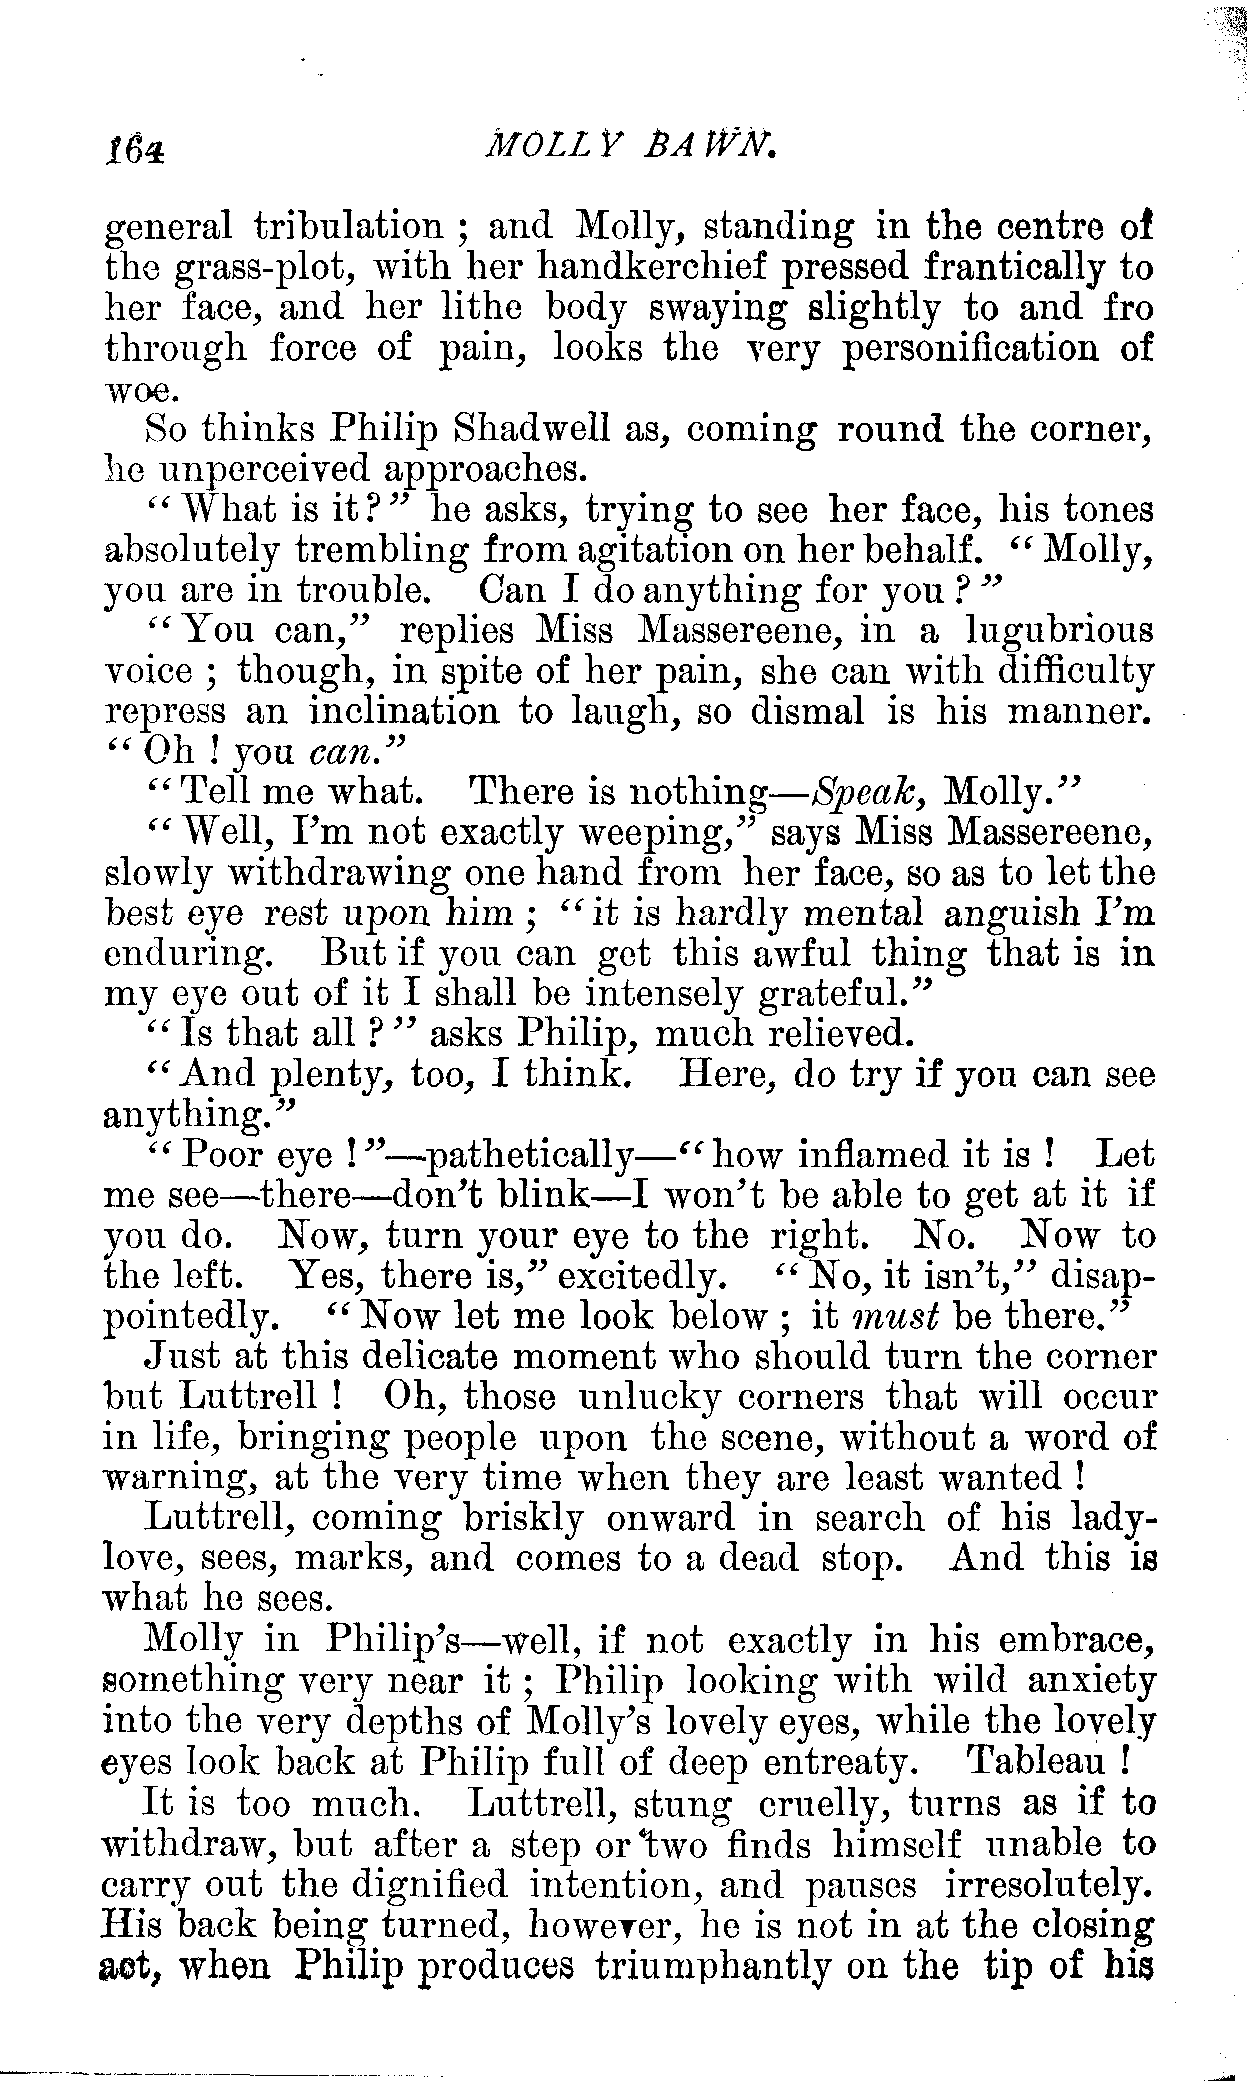 164 MOLLY BAWN.
general tribulation ; and Molly, standing in the centre of
the grass-plot, with her handkerchief pressed frantically to
her face, and her lithe body swaying slightly to and fro
through force of pain, looks the very personification of
woe.
So thinks Philip Shadwell as, coming round the corner,
he unperceived approaches.
“ What is it?” he asks, trying to see her face, his tones
absolutely trembling from agitation on her behalf. “ Molly,
you are in trouble. Can I do anything for you ?”
“ You can,” replies Miss Massereene, in a lugubrious
voice ; though, in spite of her pain, she can with difficulty
repress an inclination to laugh, so dismal is his manner.
“ Oh ! you can.”
“ Tell me what. There is nothing—Speak, Molly.”
“ Well, I’m not exactly weeping,” says Miss Massereene,
slowly withdrawing one hand from her face, so as to let the
best eye rest upon him ; “ it is hardly mental anguish I’m
enduring. But if you can get this awful thing that is in
my eye out of it I shall be intensely grateful.”
“ Is that all ?” asks Philip, much relieved.
“ And plenty, too, I think. Here, do try if you can see
anything.”
“ Poor eye !”—pathetically—“ how inflamed it is ! Let
me see—there—don’t blink—I won’t be able to get at it if
you do. Now, turn your eye to the right. No. Now to
the left. Yes, there is,” excitedly. “ No, it isn’t,” disap-
pointedly. “ Now let me look below ; it must be there.”
Just at this delicate moment who should turn the corner
but Luttrell ! Oh, those unlucky corners that will occur
in life, bringing people upon the scene, without a word of
warning, at the very time when they are least wanted !
Luttrell, coming briskly onward in search of his lady-
love, sees, marks, and comes to a dead stop. And this is
what he sees.
Molly in Philip’s—well, if not exactly in his embrace,
something very near it ; Philip looking with wild anxiety
into the very depths of Molly’s lovely eyes, while the lovely
eyes look back at Philip full of deep entreaty. Tableau !
It is too much. Luttrell, stung cruelly, turns as if to
withdraw, but after a step or two finds himself unable to
carry out the dignified intention, and pauses irresolutely.
His back being turned, however, he is not in at the closing
act, when Philip produces triumphantly on the tip of his